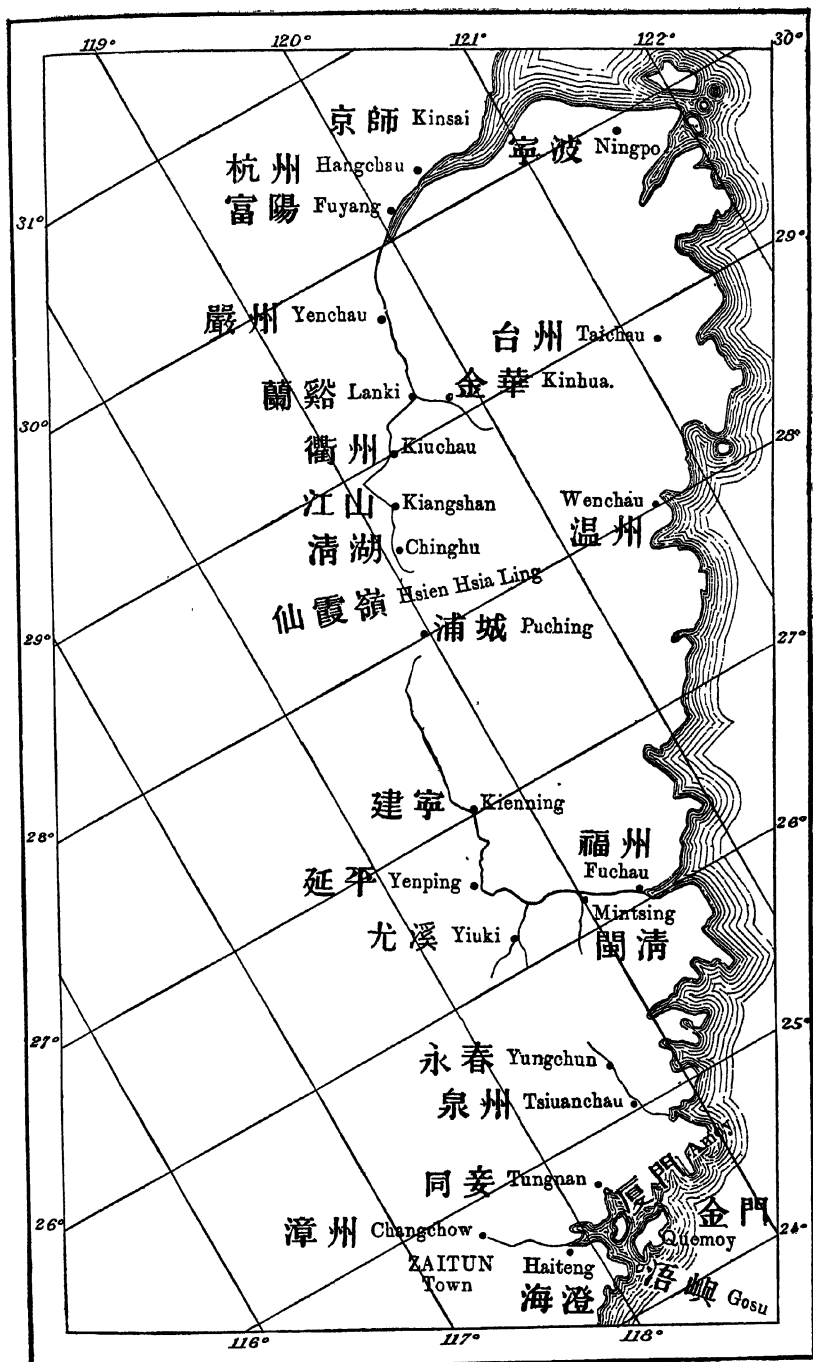 119° 120° 121° 122° 30°
京師 Kinsai
寧波 Ningpo
杭州 Hangchau
富陽 Fuyang
31°
29°
嚴州 Yenchau
台州 Taichau
蘭谿 Lanki
金華 Kinhua.
30°
28°
衢州 Kiuchau
江山 Kiangshan
Wenchau
温州
清湖 Chinghu
仙霞嶺 Hsien Hsia Ling
浦城 Puching
29°
27°
建寧 Kienning
28°
26°
福州
Fuchau
延平 Yenping
Mintsing
閩清
尤溪 Yiuki
25°
27°
永春 Yungchun
泉州 Tsiuanchau
同安 Tungnan
厦門 Amoy
金門
Quemoy
26°
24°
漳州 Changchow
ZAITUN
Town
Haiteng
海澄
浯嶼 Gosu
116° 117° 118°